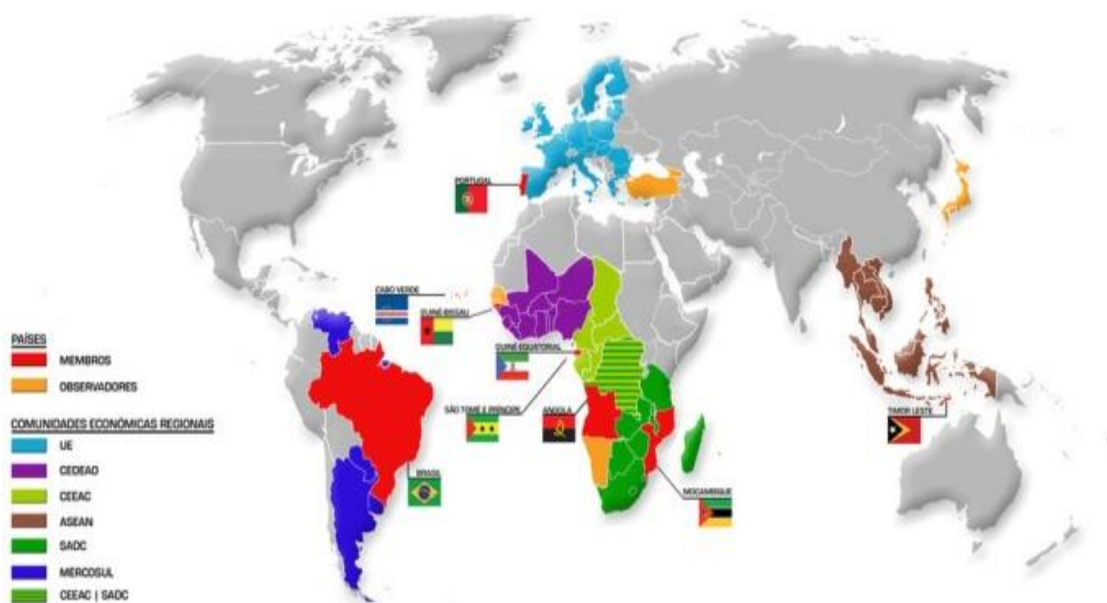 PORTUGAL
CABO VERDE
GUINÉ-BISSAU
GUINÉ-EQUATORIAL
SÃO TOMÉ E PRÍNCIPE
ANGOLA
TIMOR LESTE
BRASIL
MOÇAMBIQUE
PAÍSES
MEMBROS
OBSERVADORES
COMUNIDADES ECONÓMICAS REGIONAIS
UE
CEDEAO
CEEAC
ASEAN
SADC
MERCOSUL
CEEAC | SADC